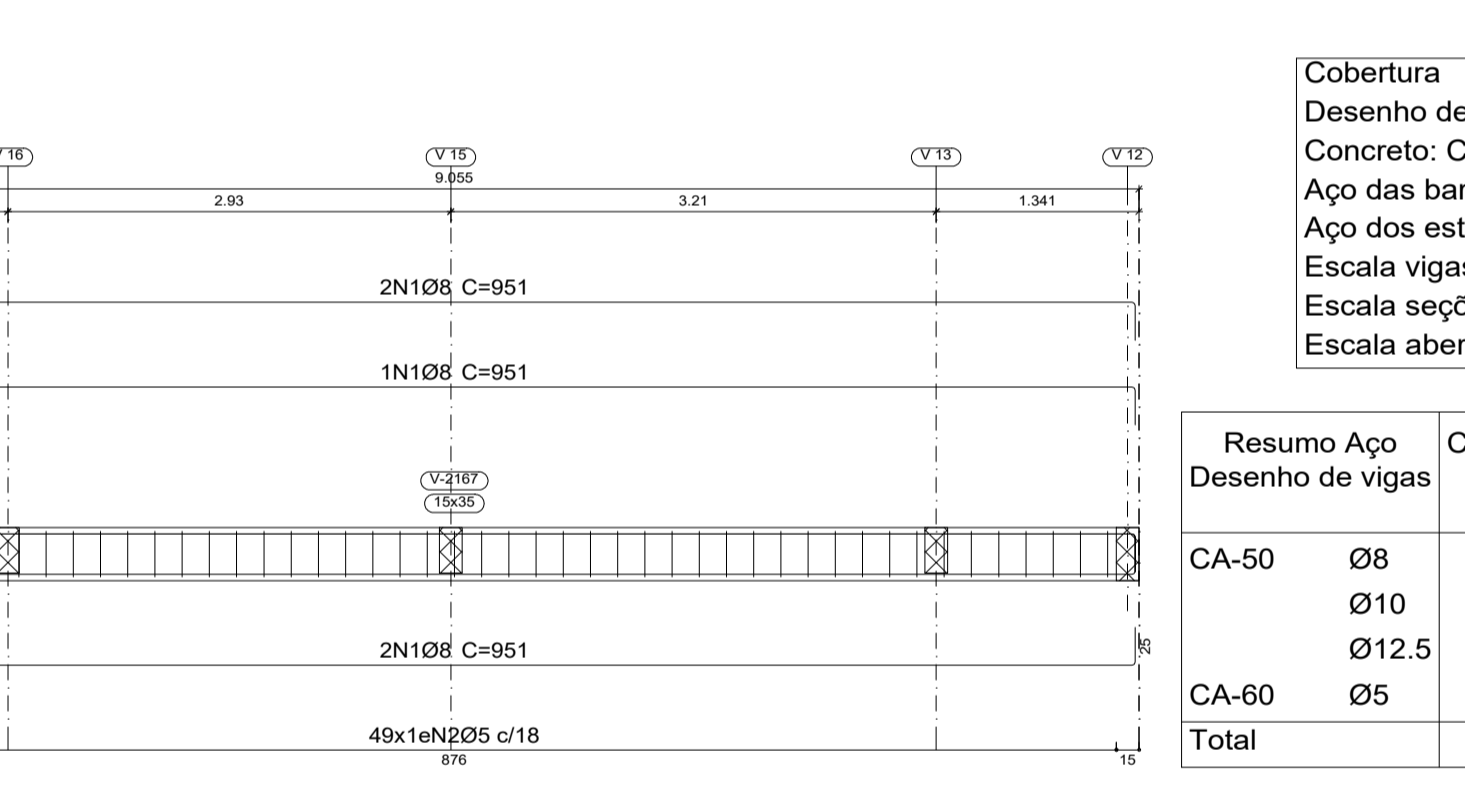 V 16
V 15
V 13
V 12
9.055
2.93
3.21
1.341
2N1Ø8 C=951
1N1Ø8 C=951
V-2167
15x35
2N1Ø8 C=951
25
49x1eN2Ø5 c/18
876
15
Cobertura
Desenho de
Concreto: C
Aço das bar
Aço dos est
Escala vigas
Escala seçõ
Escala aber
Resumo Aço
Desenho de vigas
C
CA-50 Ø8
Ø10
Ø12.5
CA-60 Ø5
Total